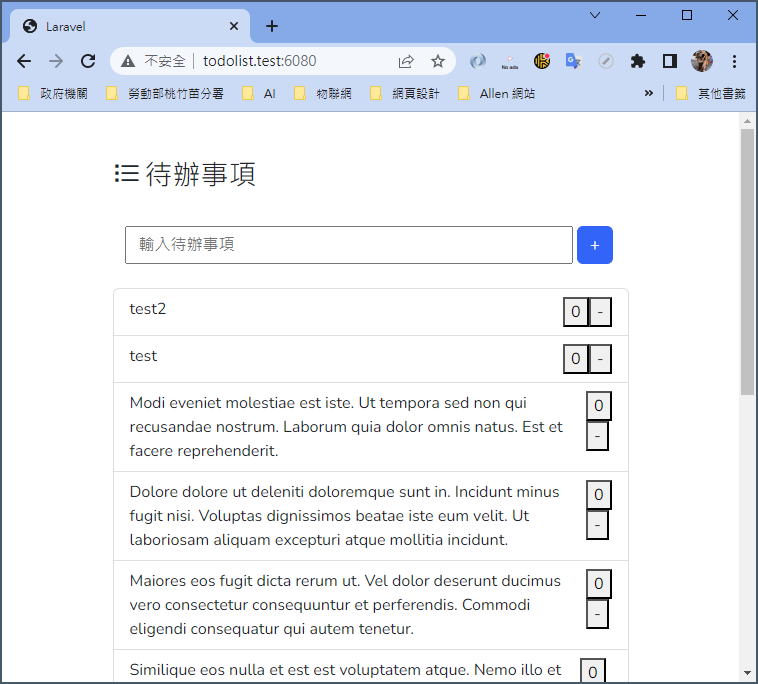 Laravel
不安全 todolist.test:6080
No ads
政府機關 勞動部桃竹苗分署 AI 物聯網 網頁設計 Allen 網站 » 其他書籤
待辦事項
輸入待辦事項 +
test2 0 -
test 0 -
Modi eveniet molestiae est iste. Ut tempora sed non qui 0
recusandae nostrum. Laborum quia dolor omnis natus. Est et -
facere reprehenderit.
Dolore dolore ut deleniti doloremque sunt in. Incidunt minus 0
fugit nisi. Voluptas dignissimos beatae iste eum velit. Ut -
laboriosam aliquam excepturi atque mollitia incidunt.
Maiores eos fugit dicta rerum ut. Vel dolor deserunt ducimus 0
vero consectetur consequuntur et perferendis. Commodi -
eligendi consequatur qui autem tenetur.
Similique eos nulla et est est voluptatem atque. Nemo illo et 0